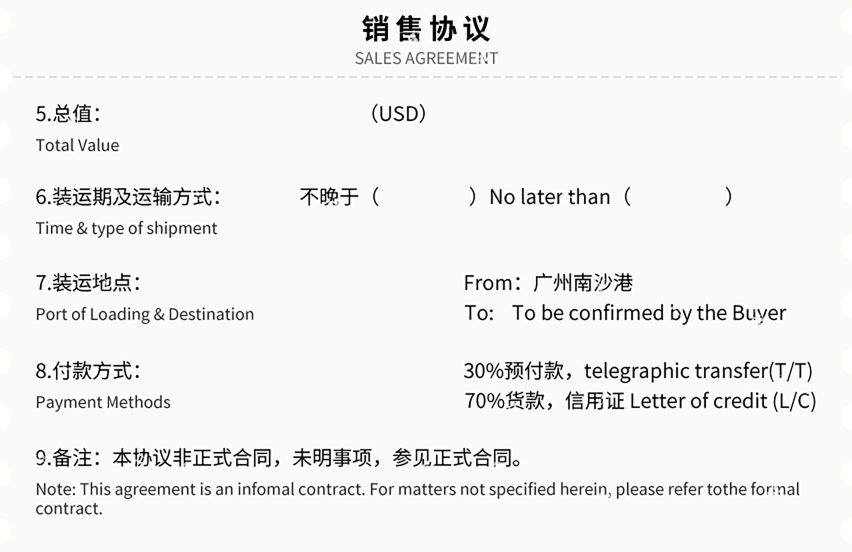 销售协议
SALES AGREEMENT
5.总值： （USD）
Total Value
6.装运期及运输方式： 不晚于（ ）No later than（ ）
Time & type of shipment
7.装运地点： From：广州南沙港
Port of Loading & Destination To: To be confirmed by the Buyer
8.付款方式： 30%预付款，telegraphic transfer(T/T)
Payment Methods 70%货款，信用证 Letter of credit (L/C)
9.备注：本协议非正式合同，未明事项，参见正式合同。
Note: This agreement is an infomal contract. For matters not specified herein, please refer tothe formal
contract.